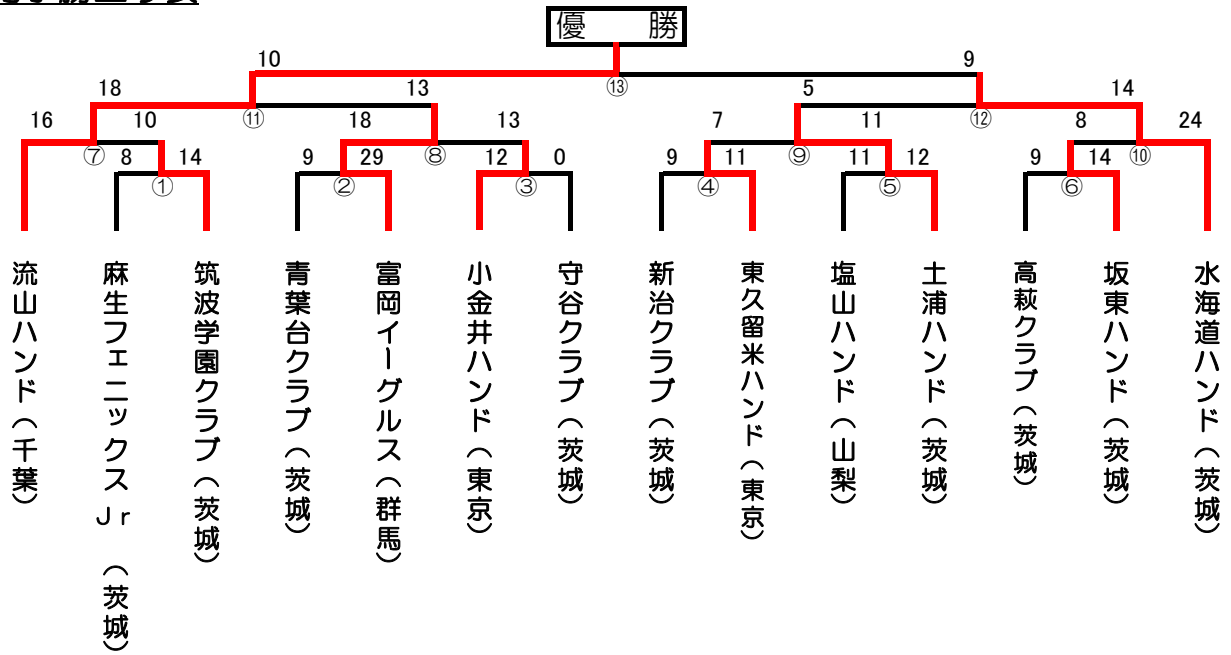 優 勝
10 9
⑬
18 13 5 14
⑪ ⑫
16 10 18 13 7 11 8 24
⑦ ⑧ ⑨ ⑩
8 14 9 29 12 0 9 11 11 12 9 14
① ② ③ ④ ⑤ ⑥
流山ハンド(千葉)
麻生フェニックスJr (茨城)
筑波学園クラブ(茨城)
青葉台クラブ(茨城)
富岡イーグルス(群馬)
小金井ハンド(東京)
守谷クラブ(茨城)
新治クラブ(茨城)
東久留米ハンド(東京)
塩山ハンド(山梨)
土浦ハンド(茨城)
高萩クラブ(茨城)
坂東ハンド(茨城)
水海道ハンド(茨城)